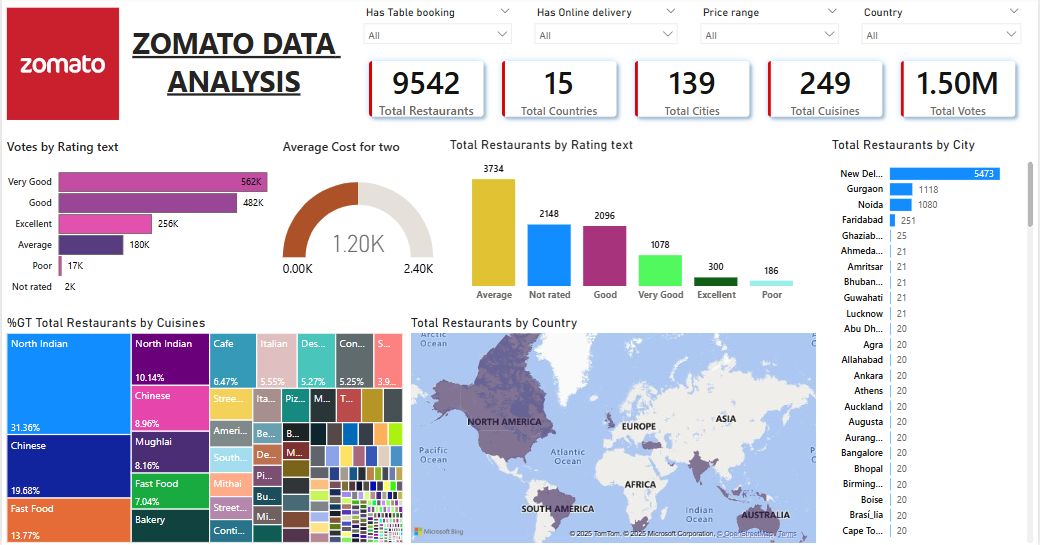 zomato
ZOMATO DATA
ANALYSIS
Has Table booking
All
Has Online delivery
All
Price range
All
Country
All
9542
Total Restaurants
15
Total Countries
139
Total Cities
249
Total Cuisines
1.50M
Total Votes
Votes by Rating text
Very Good 562K
Good 482K
Excellent 256K
Average 180K
Poor 17K
Not rated 2K
Average Cost for two
1.20K
0.00K 2.40K
Total Restaurants by Rating text
3734
2148
2096
1078
300
186
Average Not rated Good Very Good Excellent Poor
Total Restaurants by City
New Del... 5473
Gurgaon 1118
Noida 1080
Faridabad 251
Ghaziab... 25
Ahmeda... 21
Amritsar 21
Bhuban... 21
Guwahati 21
Lucknow 21
Abu Dh... 20
Agra 20
Allahabad 20
Ankara 20
Athens 20
Auckland 20
Augusta 20
Aurang... 20
Bangalore 20
Bhopal 20
Birming... 20
Boise 20
Brasí_lia 20
Cape To... 20
%GT Total Restaurants by Cuisines
North Indian
31.36%
Chinese
19.68%
Fast Food
13.77%
North Indian
10.14%
Chinese
8.96%
Mughlai
8.16%
Fast Food
7.04%
Bakery
Cafe
6.47%
Stree...
Ameri...
South...
Mithai
Street...
Conti...
Italian
5.55%
Ita...
Be...
De...
Pi...
Bu...
Mi...
Des...
5.27%
Piz...
B...
M...
Con...
5.25%
M...
T...
S...
3.9...
Total Restaurants by Country
Arctic
Ocean
NORTH AMERICA
EUROPE
ASIA
Pacific
Ocean
Atlantic
Ocean
AFRICA
SOUTH AMERICA
Indian
Ocean
AUSTRALIA
Microsoft Bing
© 2025 TomTom, © 2025 Microsoft Corporation, © OpenStreetMap Terms